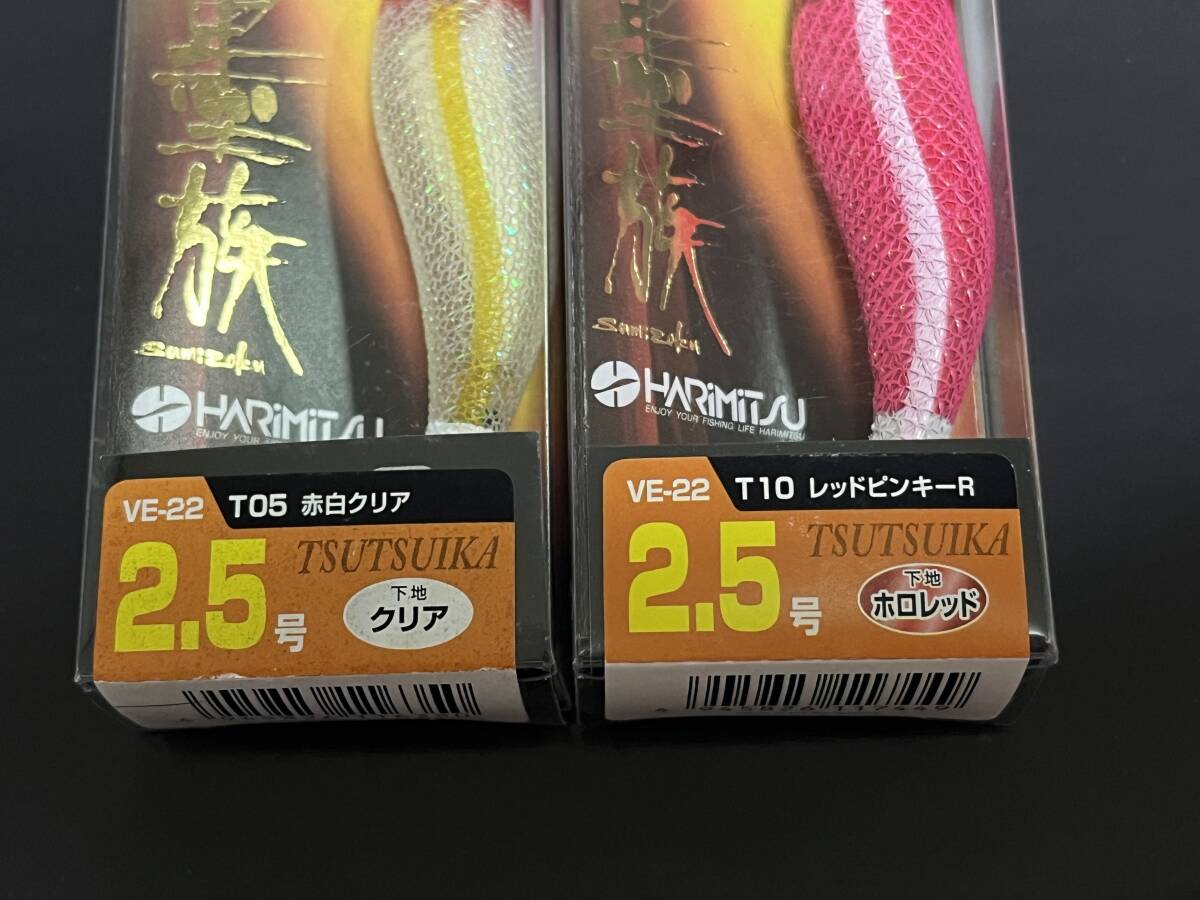 墨族
sumizoku
HARiMiTSU
VE-22 T05 赤白クリア
2.5号
TSUTSUIKA
下地
クリア
墨族
sumizoku
HARiMiTSU
ENJOY YOUR FISHING LIFE HARIMITSU
VE-22 T10 レッドピンキーR
2.5号
TSUTSUIKA
下地
ホロレッド